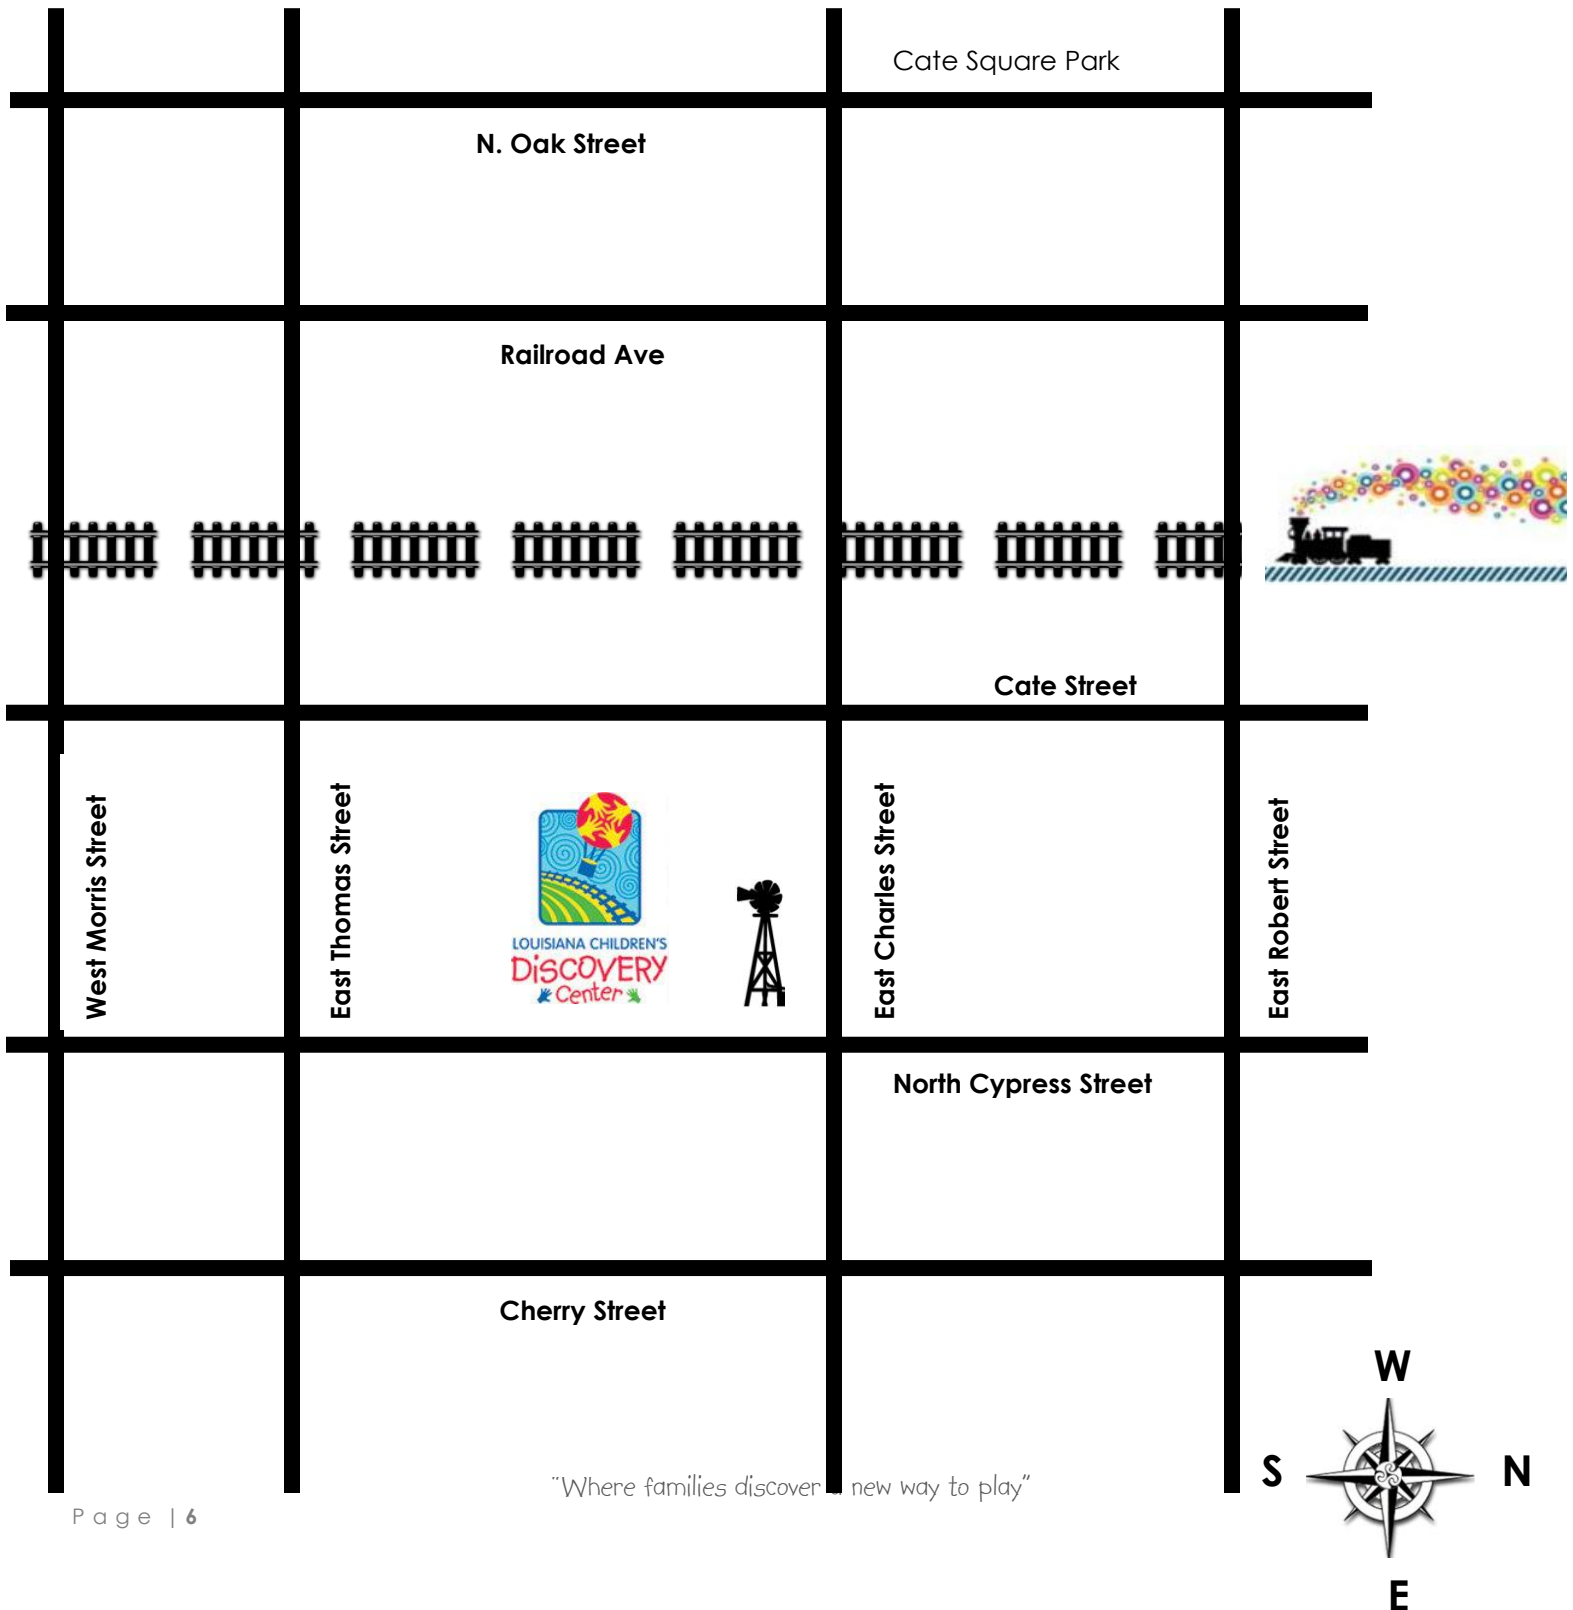 Cate Square Park
N. Oak Street
Railroad Ave
Cate Street
West Morris Street
East Thomas Street
LOUISIANA CHILDREN'S
DiSCOVERY
Center
East Charles Street
East Robert Street
North Cypress Street
Cherry Street
W
S
N
E
"Where families discover new way to play"
Page | 6